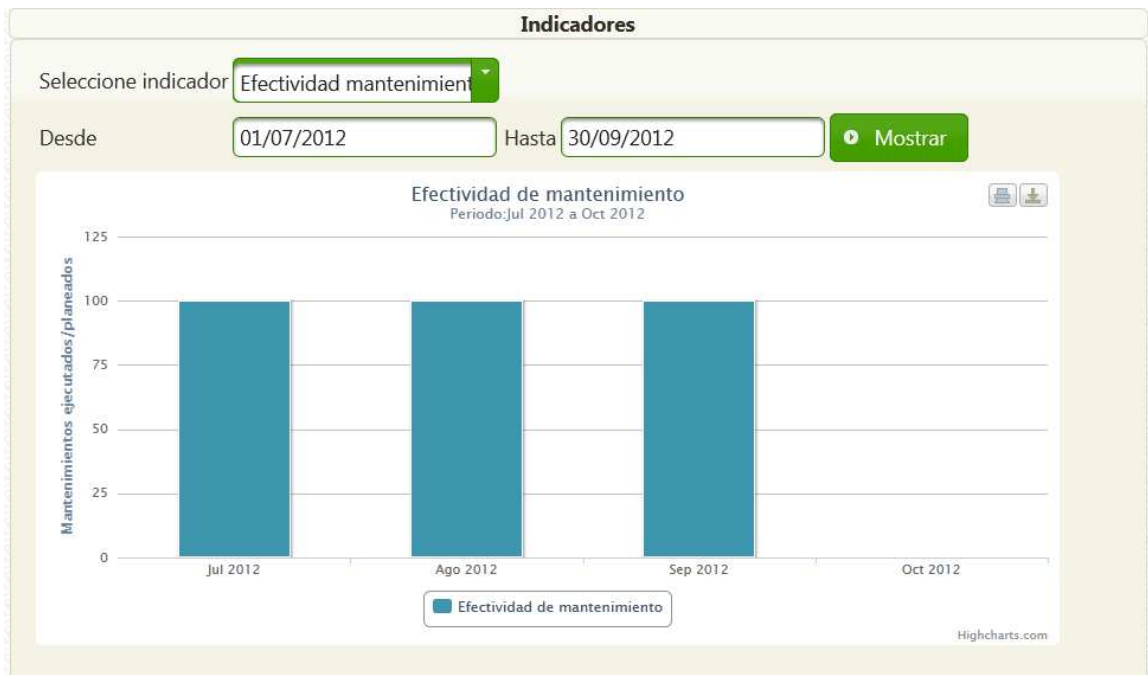 Indicadores
Seleccione indicador Efectividad mantenimient
Desde 01/07/2012 Hasta 30/09/2012 Mostrar
Efectividad de mantenimiento
Periodo:Jul 2012 a Oct 2012
Mantenimientos ejecutados/planeados
125
100
75
50
25
0
Jul 2012 Ago 2012 Sep 2012 Oct 2012
Efectividad de mantenimiento
Highcharts.com